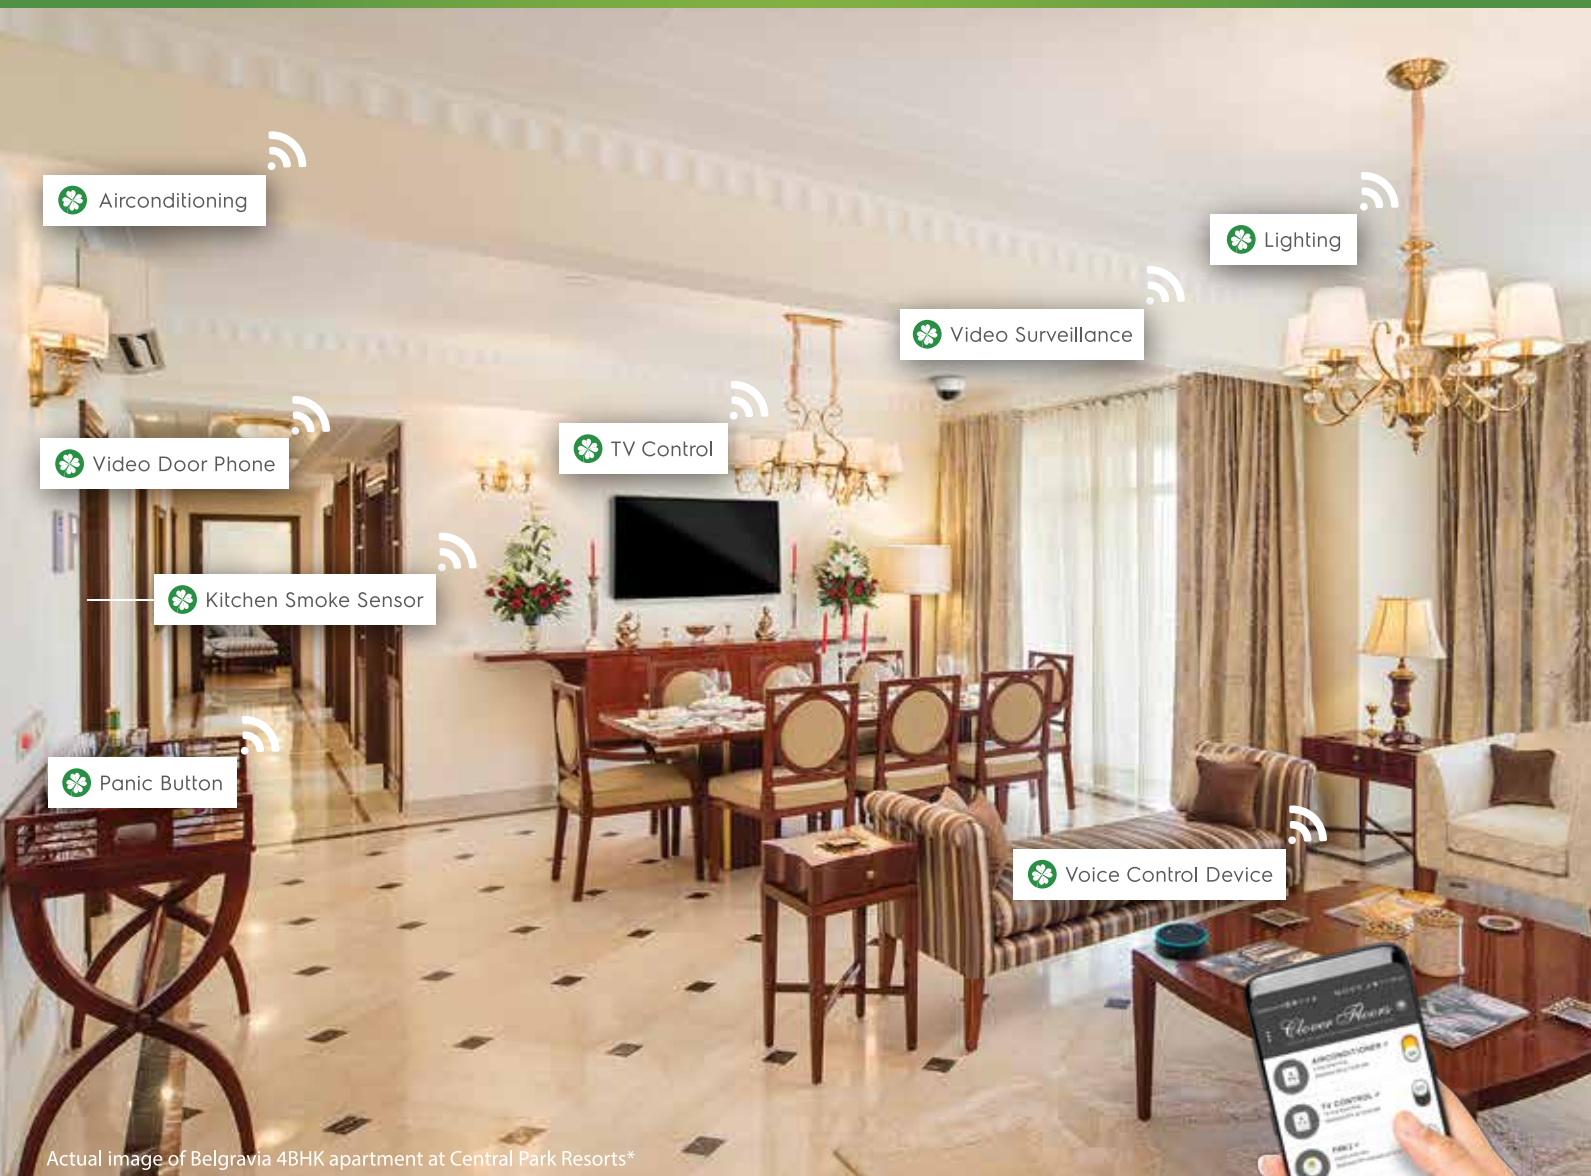 Airconditioning
Lighting
Video Surveillance
TV Control
Video Door Phone
Kitchen Smoke Sensor
Panic Button
Voice Control Device
Clover Floors
AIRCONDITIONER
TV CONTROL
Actual image of Belgravia 4BHK apartment at Central Park Resorts*